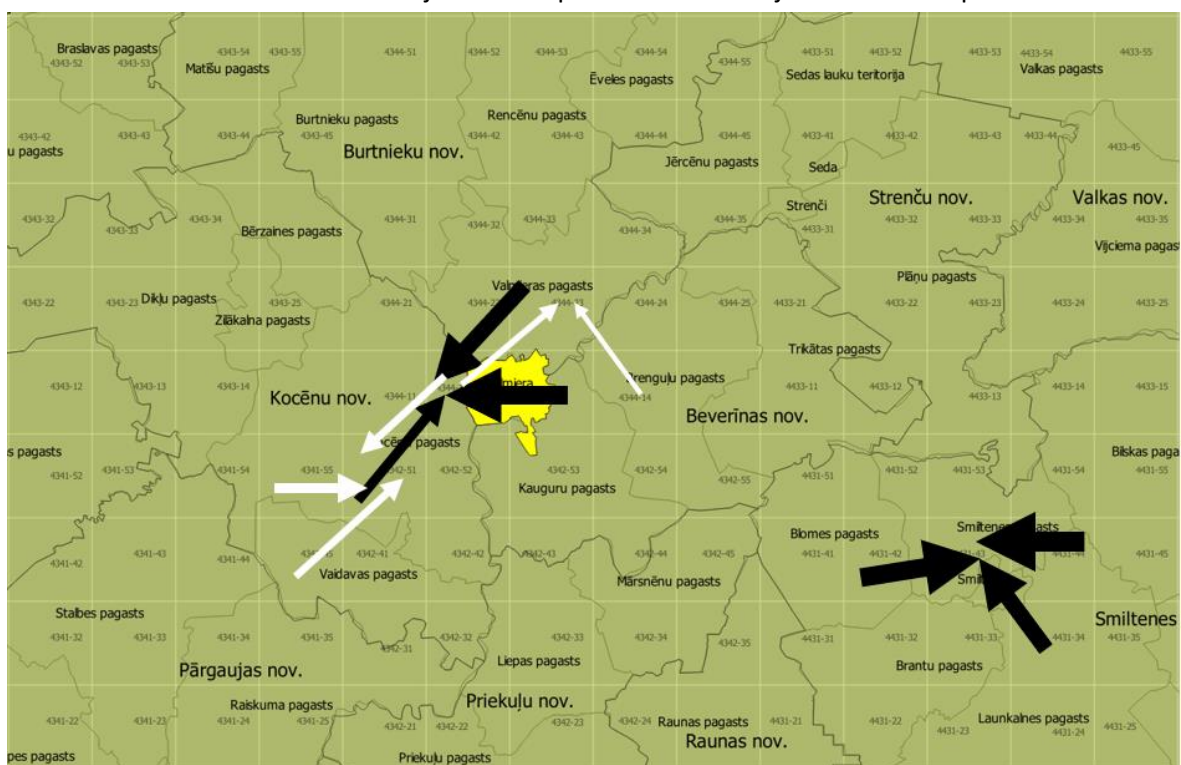 Braslavas pagasts
4343-52
4343-53
Matīšu pagasts
4343-54
4343-55
4344-51
4344-52
4344-53
4344-54
Ēveles pagasts
4344-55
4433-51
4433-52
Sedas lauku teritorija
4433-53
4433-54
Valkas pagasts
4433-55
4343-42
4343-43
4343-44
4343-45
Burtnieku pagasts
Rencēnu pagasts
4344-42
4344-43
4344-44
4344-45
4433-41
4433-42
4433-43
4433-44
4433-45
u pagasts
Burtnieku nov.
Jērcēnu pagasts
Seda
Strenču nov.
Valkas nov.
Strenči
4343-32
4343-33
4343-34
Bērzaines pagasts
4344-31
4344-32
4344-33
4344-34
4344-35
4433-31
4433-32
4433-33
4433-34
4433-35
Vijciema pagas
Plāņu pagasts
4343-22
4343-23
Dikļu pagasts
4343-25
Zilākalna pagasts
4344-21
4344-24
4344-25
4433-21
4433-22
4433-23
4433-24
4433-25
Trikātas pagasts
4343-12
4343-13
4343-14
Kocēnu nov.
4344-11
4344-14
Beverīnas nov.
4433-11
4433-12
4433-13
4433-14
4433-15
s pagasts
4341-52
4341-53
4341-54
4341-55
4342-51
4342-52
4342-53
4342-54
4342-55
Kauguru pagasts
4431-51
4431-52
4431-53
4431-54
4431-55
Bilskas paga
Blomes pagasts
4341-42
4341-43
4341-44
4342-41
4342-42
4342-43
4342-44
4342-45
4431-41
4431-42
4431-45
Vaidavas pagasts
Mārsnēnu pagasts
Stalbes pagasts
4341-32
4341-33
4341-34
4341-35
4342-31
4342-32
4342-33
4342-34
4342-35
4431-31
4431-32
4431-33
4431-34
4431-35
Smiltenes
Pārgaujas nov.
Liepas pagasts
Brantu pagasts
Raiskuma pagasts
Priekuļu nov.
4341-22
4341-23
4341-24
4341-25
4342-21
4342-22
4342-23
4342-24
Raunas pagasts
4431-21
4431-22
4431-23
Launkalnes pagasts
4431-24
4431-25
Raunas nov.
pes pagasts
Priekuļu pagasts